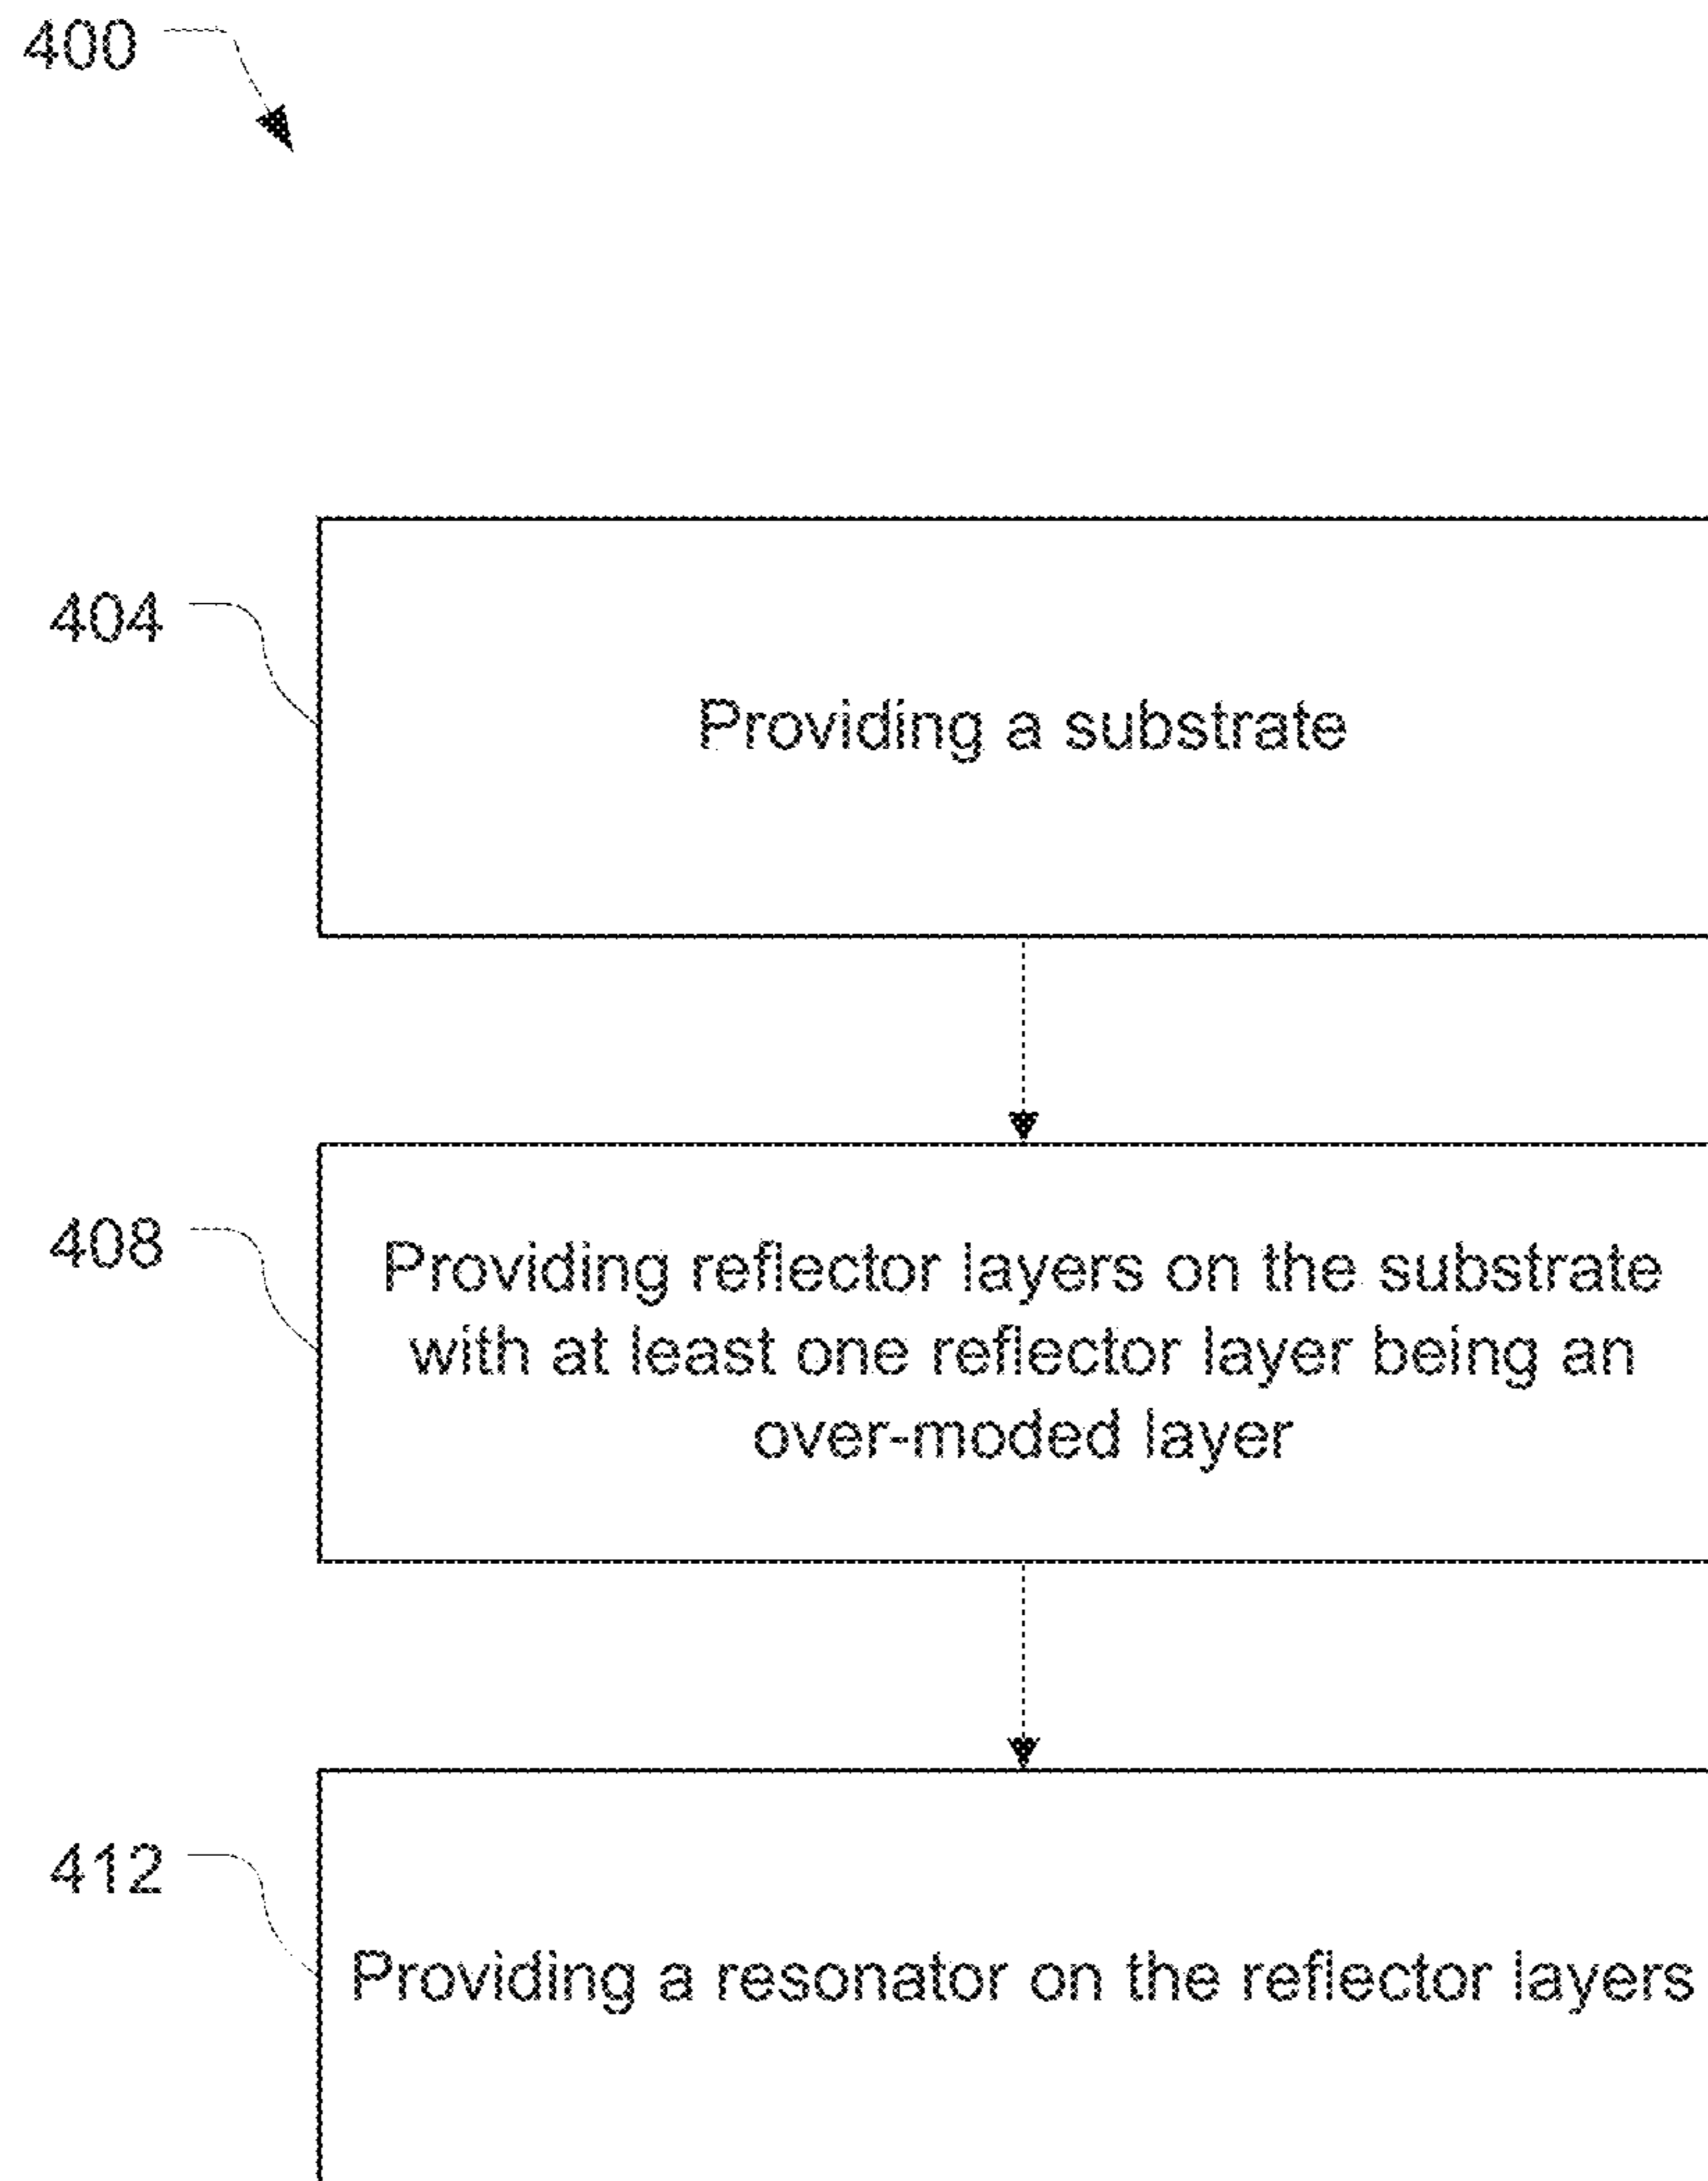 400
404
Providing a substrate
408
Providing reflector layers on the substrate
with at least one reflector layer being an
over-moded layer
412
Providing a resonator on the reflector layers